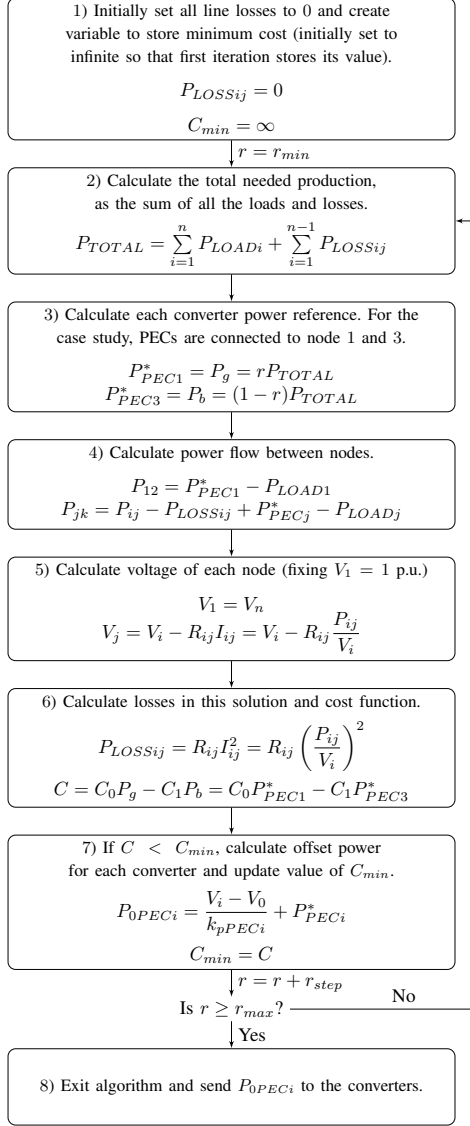 1) Initially set all line losses to 0 and create
variable to store minimum cost (initially set to
infinite so that first iteration stores its value).
P_{LOSSij} = 0
C_{min} = ∞
r = r_{min}
2) Calculate the total needed production,
as the sum of all the loads and losses.
P_{TOTAL} = \sum_{i=1}^{n} P_{LOADi} + \sum_{i=1}^{n-1} P_{LOSSij}
3) Calculate each converter power reference. For the
case study, PECs are connected to node 1 and 3.
P^*_{PEC1} = P_g = rP_{TOTAL}
P^*_{PEC3} = P_b = (1 − r)P_{TOTAL}
4) Calculate power flow between nodes.
P_{12} = P^*_{PEC1} − P_{LOAD1}
P_{jk} = P_{ij} − P_{LOSSij} + P^*_{PECj} − P_{LOADj}
5) Calculate voltage of each node (fixing V_1 = 1 p.u.)
V_1 = V_n
V_j = V_i − R_{ij}I_{ij} = V_i − R_{ij}\frac{P_{ij}}{V_i}
6) Calculate losses in this solution and cost function.
P_{LOSSij} = R_{ij}I_{ij}^2 = R_{ij}\left(\frac{P_{ij}}{V_i}\right)^2
C = C_0P_g − C_1P_b = C_0P^*_{PEC1} − C_1P^*_{PEC3}
7) If C < C_{min}, calculate offset power
for each converter and update value of C_{min}.
P_{0PECi} = \frac{V_i − V_0}{k_{pPECi}} + P^*_{PECi}
C_{min} = C
r = r + r_{step}
Is r ≥ r_{max}?
No
Yes
8) Exit algorithm and send P_{0PECi} to the converters.